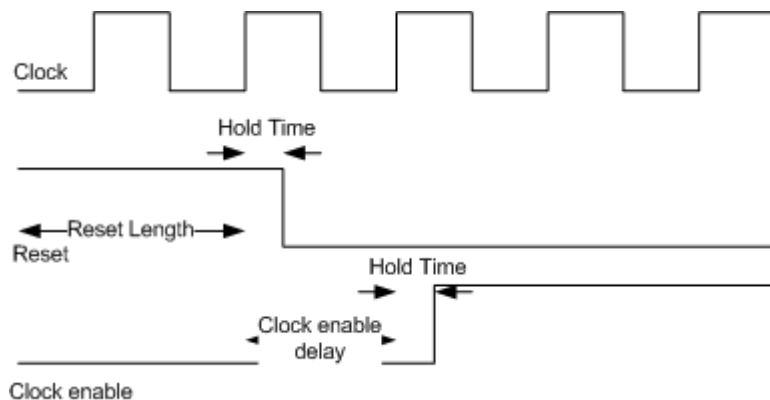 Clock
Hold Time
Reset Length
Reset
Hold Time
Clock enable
delay
Clock enable